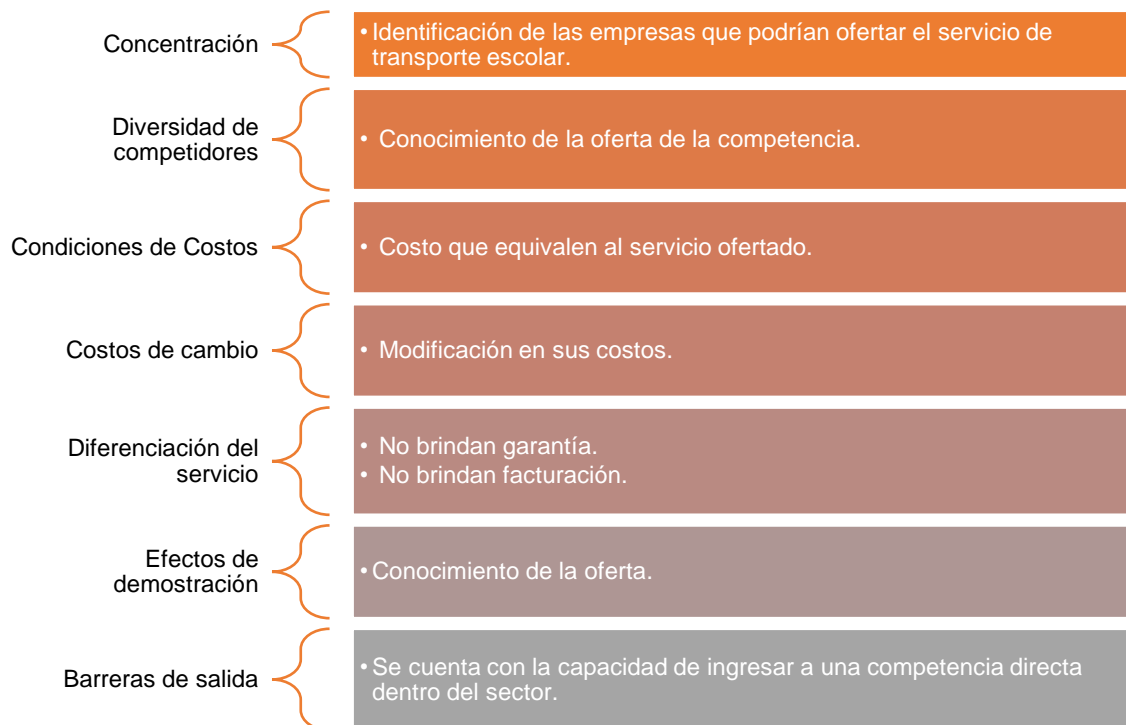 Concentración
• Identificación de las empresas que podrían ofertar el servicio de
transporte escolar.
Diversidad de
competidores
• Conocimiento de la oferta de la competencia.
Condiciones de Costos
• Costo que equivalen al servicio ofertado.
Costos de cambio
• Modificación en sus costos.
Diferenciación del
servicio
• No brindan garantía.
• No brindan facturación.
Efectos de
demostración
• Conocimiento de la oferta.
Barreras de salida
• Se cuenta con la capacidad de ingresar a una competencia directa
dentro del sector.